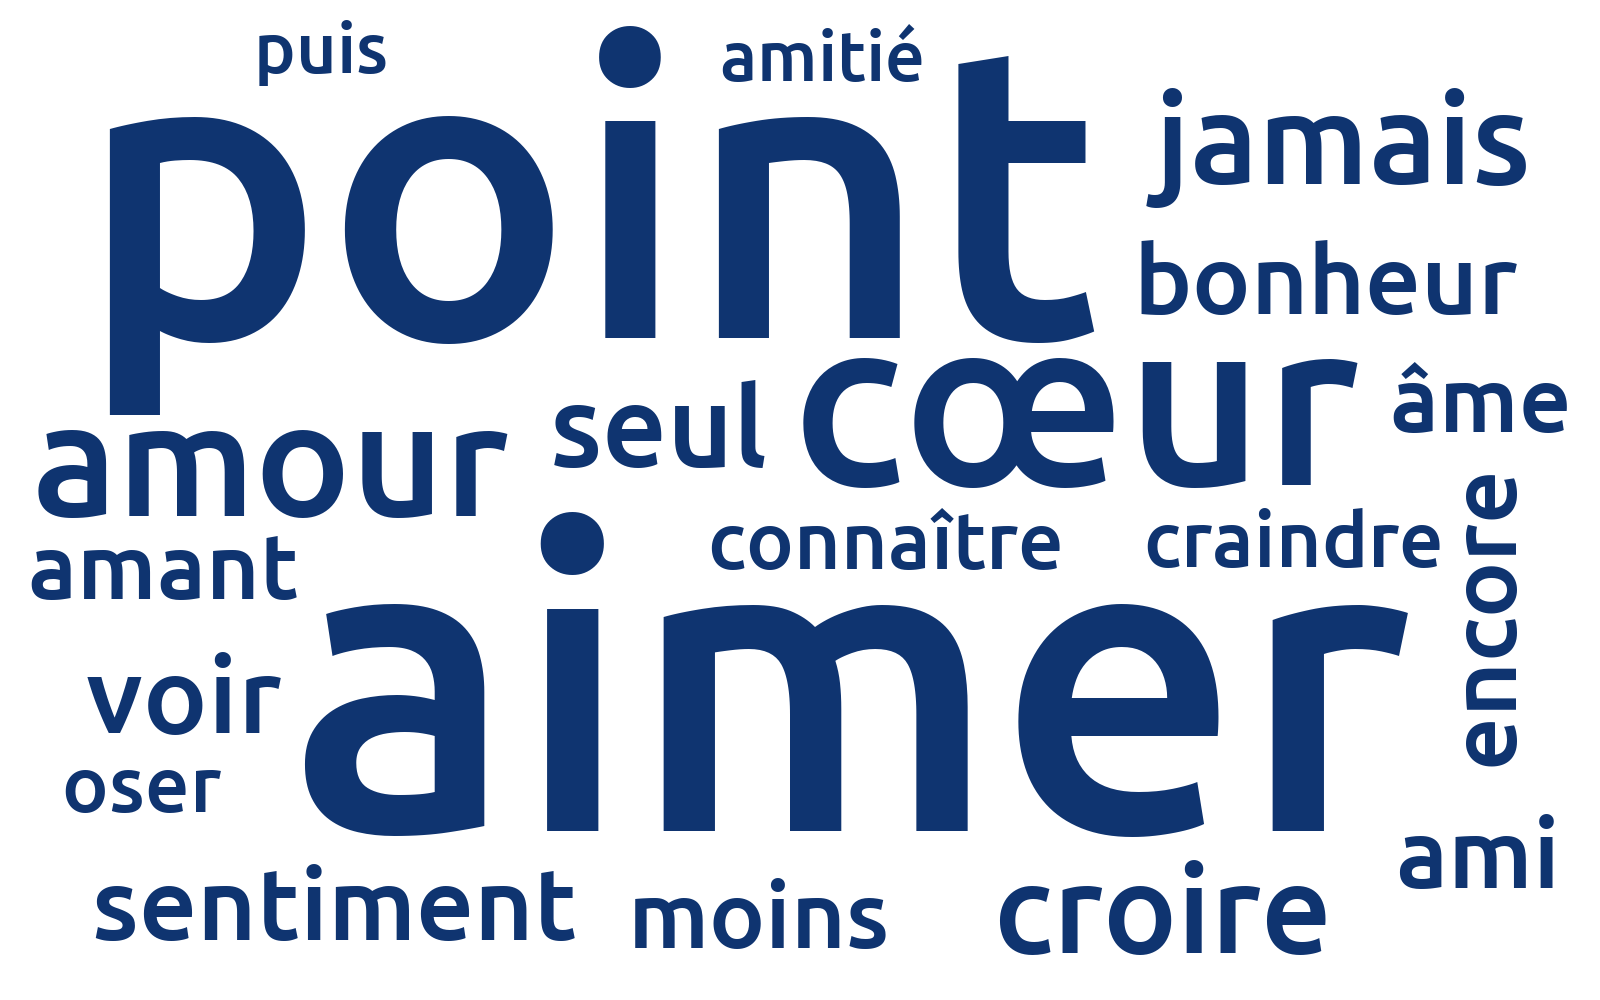 puis
amitié
point
jamais
bonheur
cœur
seul
âme
amour
encore
connaître
craindre
amant
aimer
voir
oser
ami
sentiment
moins
croire